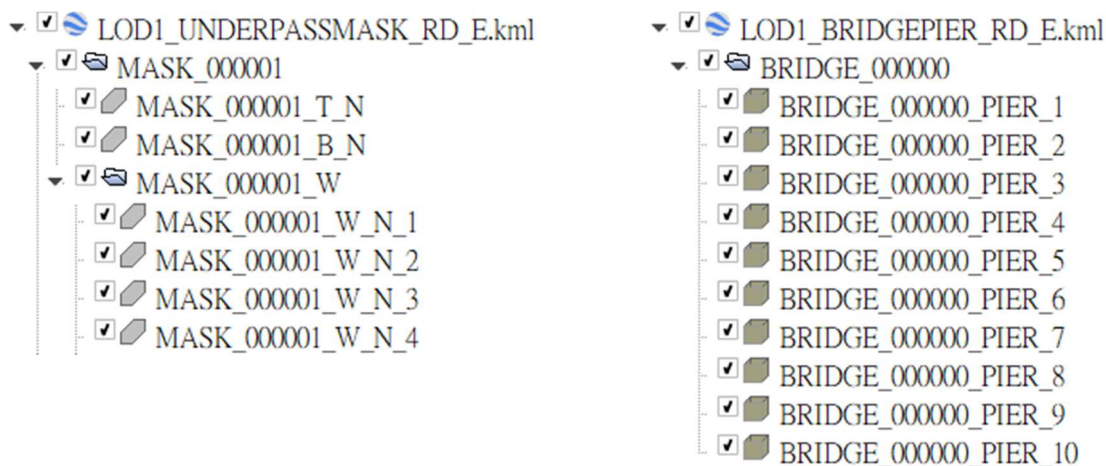 LOD1_UNDERPASSMASK_RD_E.kml
MASK_000001
MASK_000001_T_N
MASK_000001_B_N
MASK_000001_W
MASK_000001_W_N_1
MASK_000001_W_N_2
MASK_000001_W_N_3
MASK_000001_W_N_4
LOD1_BRIDGEPIER_RD_E.kml
BRIDGE_000000
BRIDGE_000000_PIER_1
BRIDGE_000000_PIER_2
BRIDGE_000000_PIER_3
BRIDGE_000000_PIER_4
BRIDGE_000000_PIER_5
BRIDGE_000000_PIER_6
BRIDGE_000000_PIER_7
BRIDGE_000000_PIER_8
BRIDGE_000000_PIER_9
BRIDGE_000000_PIER_10